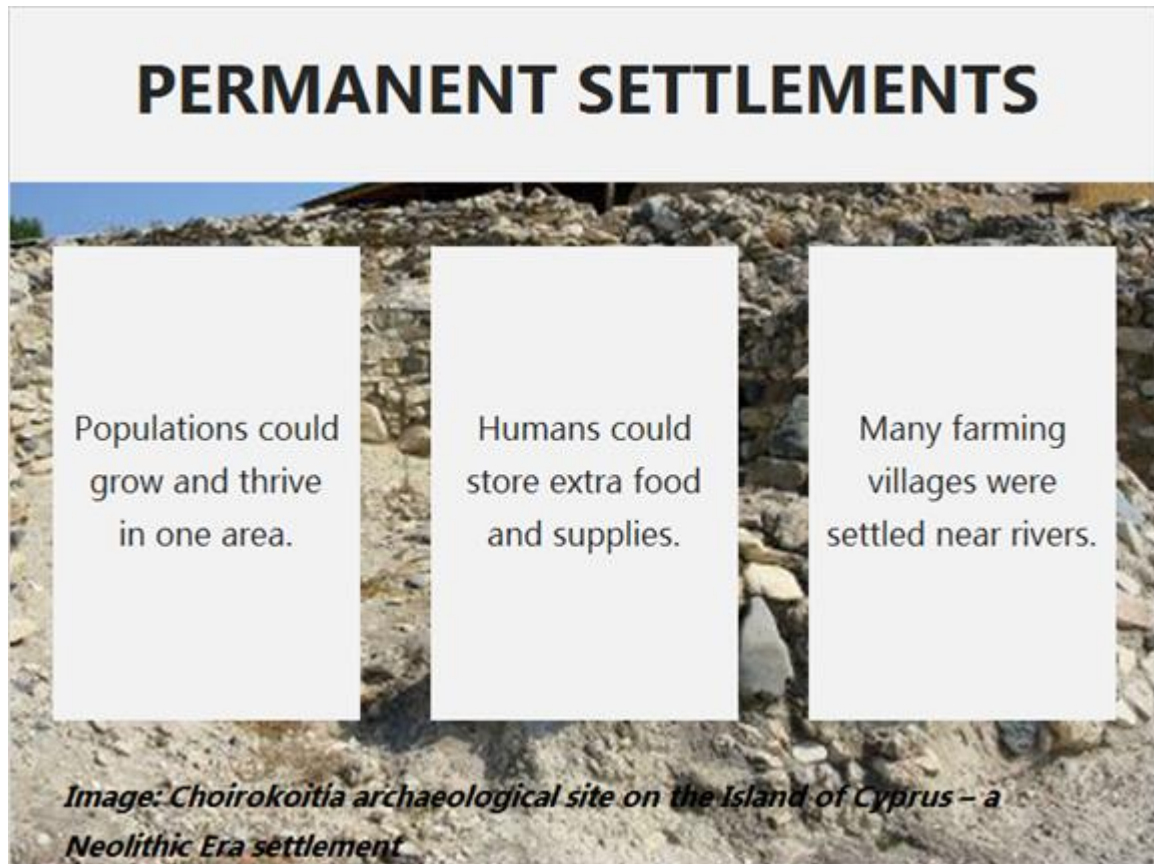 PERMANENT SETTLEMENTS
Populations could
grow and thrive
in one area.
Humans could
store extra food
and supplies.
Many farming
villages were
settled near rivers.
Image: Choirokoitia archaeological site on the Island of Cyprus – a
Neolithic Era settlement